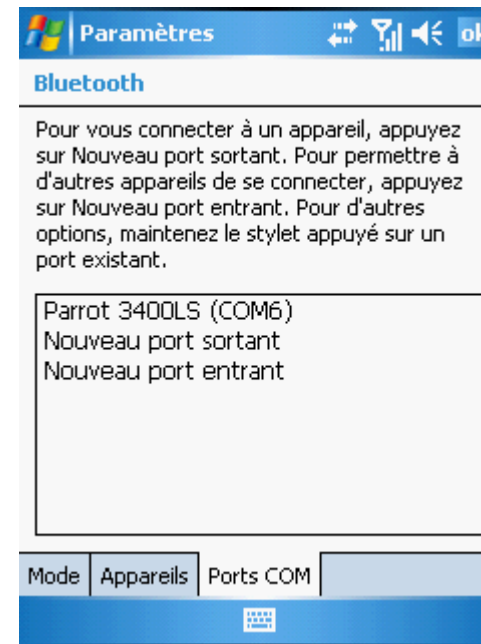 Paramètres
ok
Bluetooth
Pour vous connecter à un appareil, appuyez
sur Nouveau port sortant. Pour permettre à
d'autres appareils de se connecter, appuyez
sur Nouveau port entrant. Pour d'autres
options, maintenez le stylet appuyé sur un
port existant.
Parrot 3400LS (COM6)
Nouveau port sortant
Nouveau port entrant
Mode Appareils Ports COM